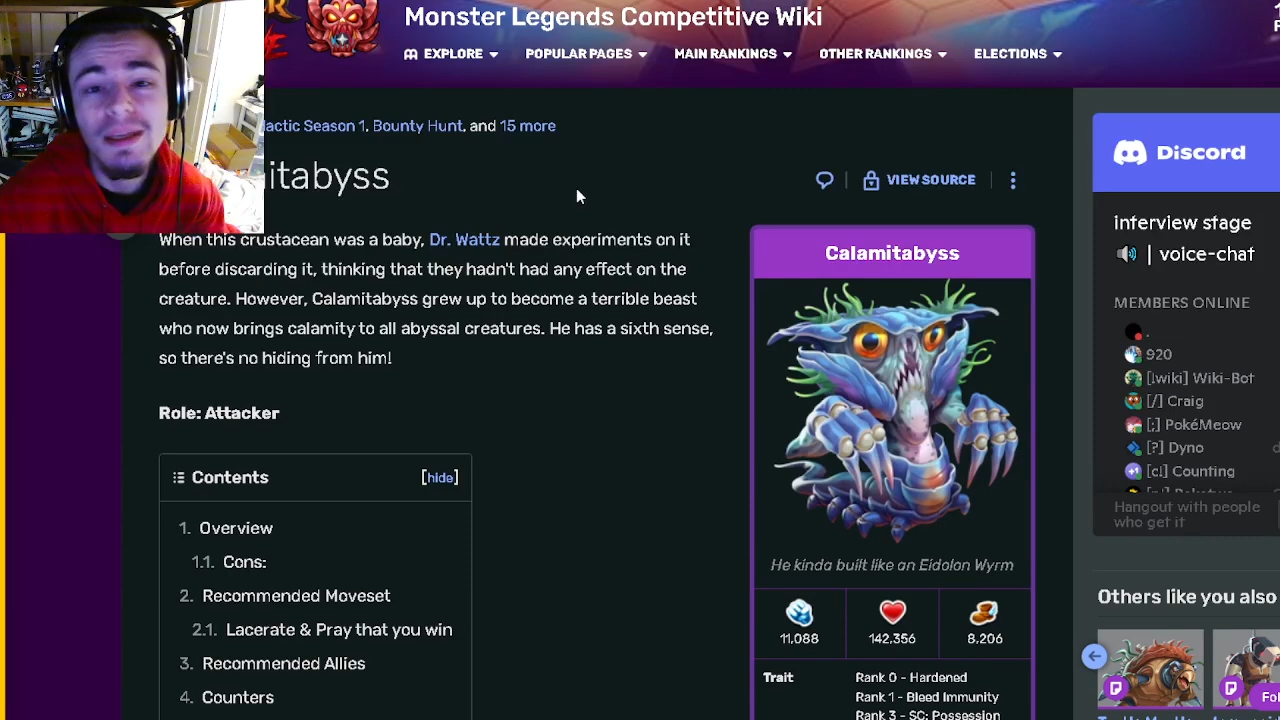 Monster Legends Competitive Wiki
EXPLORE
POPULAR PAGES
MAIN RANKINGS
OTHER RANKINGS
ELECTIONS
actic Season 1, Bounty Hunt, and 15 more
itabyss
VIEW SOURCE
When this crustacean was a baby, Dr. Wattz made experiments on it
before discarding it, thinking that they hadn't had any effect on the
creature. However, Calamitabyss grew up to become a terrible beast
who now brings calamity to all abyssal creatures. He has a sixth sense,
so there's no hiding from him!
Role: Attacker
Contents
[hide]
1. Overview
1.1. Cons:
2. Recommended Moveset
2.1. Lacerate & Pray that you win
3. Recommended Allies
4. Counters
Calamitabyss
He kinda built like an Eidolon Wyrm
11,088
142,356
8,206
Trait
Rank 0 - Hardened
Rank 1 - Bleed Immunity
Rank 3 - SC: Possession
Discord
interview stage
| voice-chat
MEMBERS ONLINE
.
920
[!wiki] Wiki-Bot
[/] Craig
[;] PokéMeow
[?] Dyno
[c!] Counting
Hangout with people
who get it
Others like you also
Fo